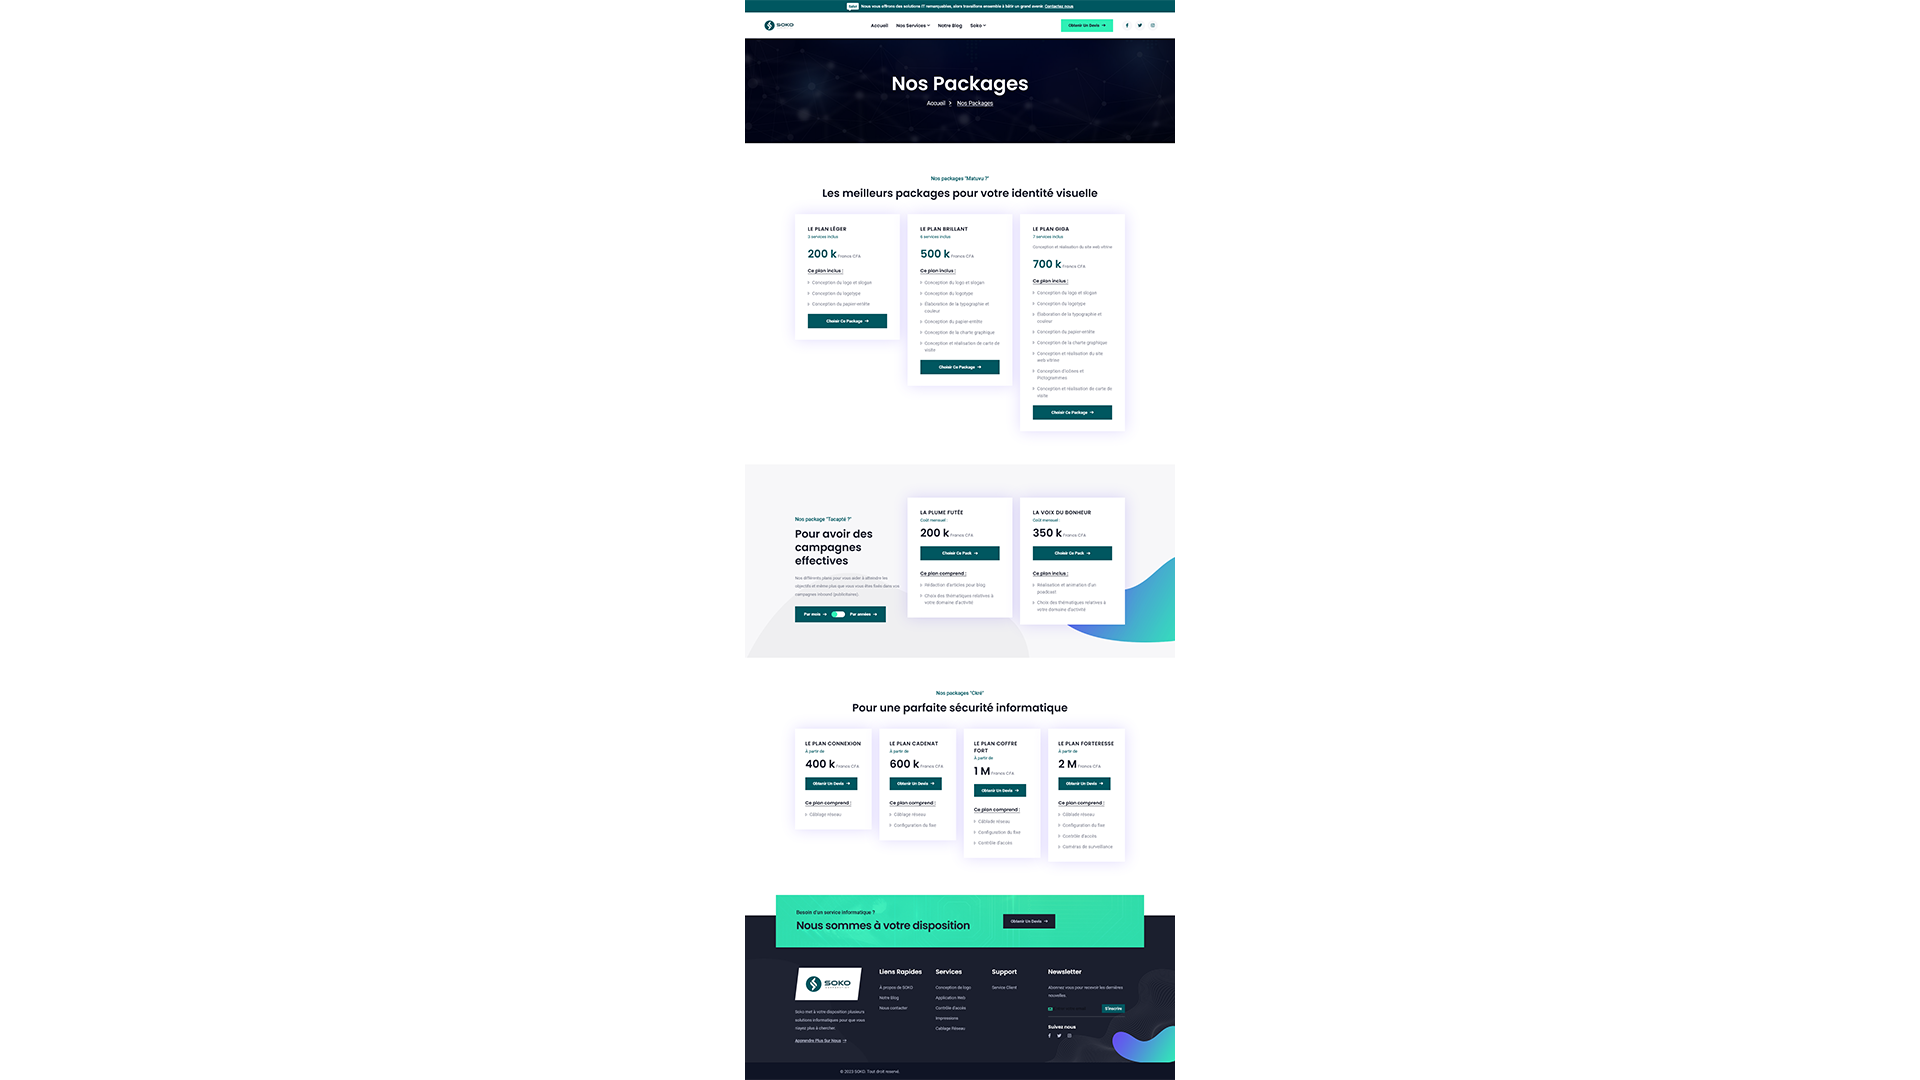 Salut Nous vous offrons des solutions IT remarquables, alors travaillons ensemble à bâtir un grand avenir. Contactez nous
SOKO
Accueil Nos Services Notre Blog Soko
Obtenir Un Devis
Nos Packages
Accueil Nos Packages
Nos packages "Matuvu ?"
Les meilleurs packages pour votre identité visuelle
LE PLAN LÉGER
3 services inclus
200 k Francs CFA
Ce plan inclus :
Conception du logo et slogan
Conception du logotype
Conception du papier-entête
Choisir Ce Package
LE PLAN BRILLANT
6 services inclus
500 k Francs CFA
Ce plan inclus :
Conception du logo et slogan
Conception du logotype
Élaboration de la typographie et
couleur
Conception du papier-entête
Conception de la charte graphique
Conception et réalisation de carte de
visite
Choisir Ce Package
LE PLAN GIGA
7 services inclus
Conception et réalisation du site web vitrine
700 k Francs CFA
Ce plan inclus :
Conception du logo et slogan
Conception du logotype
Élaboration de la typographie et
couleur
Conception du papier-entête
Conception de la charte graphique
Conception et réalisation du site
web vitrine
Conception d'icônes et
Pictogrammes
Conception et réalisation de carte de
visite
Choisir Ce Package
Nos package "Tacapté ?"
Pour avoir des
campagnes
effectives
Nos différents plans pour vous aider à atteindre les
objectifs et même plus que vous vous êtes fixés dans vos
campagnes inbound (publicitaires).
Par mois Par années
LA PLUME FUTÉE
Coût mensuel :
200 k Francs CFA
Choisir Ce Pack
Ce plan comprend :
Rédaction d'articles pour blog
Choix des thématiques relatives à
votre domaine d'activité
LA VOIX DU BONHEUR
Coût mensuel :
350 k Francs CFA
Choisir Ce Pack
Ce plan inclus :
Réalisation et animation d'un
poadcast
Choix des thématiques relatives à
votre domaine d'activité
Nos packages "Ckré"
Pour une parfaite sécurité informatique
LE PLAN CONNEXION
À partir de
400 k Francs CFA
Obtenir Un Devis
Ce plan comprend :
Câblage réseau
LE PLAN CADENAT
À partir de
600 k Francs CFA
Obtenir Un Devis
Ce plan comprend :
Câblage réseau
Configuration du fixe
LE PLAN COFFRE
FORT
À partir de
1 M Francs CFA
Obtenir Un Devis
Ce plan comprend :
Câblade réseau
Configuration du fixe
Contrôle d'accès
LE PLAN FORTERESSE
À partir de
2 M Francs CFA
Obtenir Un Devis
Ce plan comprend :
Câblade réseau
Configuration du fixe
Contrôle d'accès
Caméras de surveillance
Besoin d'un service informatique ?
Nous sommes à votre disposition
Obtenir Un Devis
SOKO
Soko met à votre disposition plusieurs
solutions informatiques pour que vous
n'ayez plus à chercher.
Apprendre Plus Sur Nous
Liens Rapides
À propos de SOKO
Notre Blog
Nous contacter
Services
Conception de logo
Application Web
Contrôle d'accès
Impressions
Cablage Réseau
Support
Service Client
Newsletter
Abonnez vous pour recevoir les dernières
nouvelles.
S'inscrire
Suivez nous
© 2023 SOKO. Tout droit reservé.